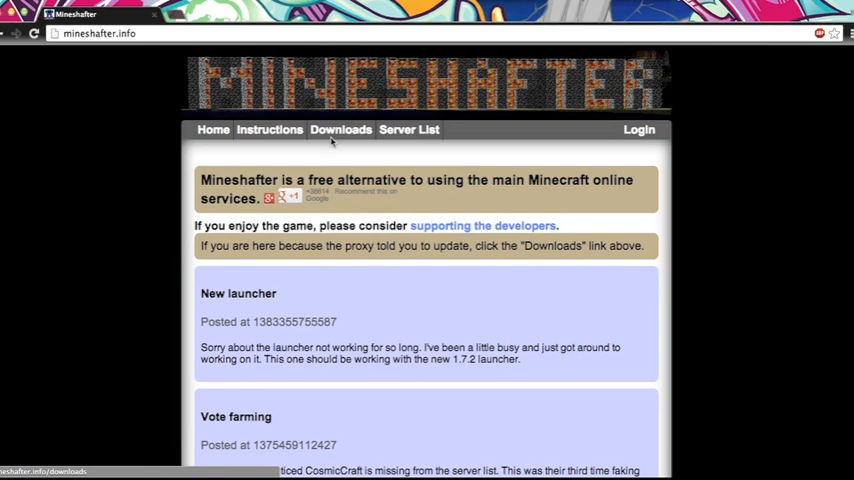 Mineshafter
mineshafter.info
MINESHAFTER
Home Instructions Downloads Server List Login
Mineshafter is a free alternative to using the main Minecraft online
services. +1 +38614 Recommend this on
Google
If you enjoy the game, please consider supporting the developers.
If you are here because the proxy told you to update, click the "Downloads" link above.
New launcher
Posted at 1383355755587
Sorry about the launcher not working for so long. I've been a little busy and just got around to
working on it. This one should be working with the new 1.7.2 launcher.
Vote farming
Posted at 1375459112427
neshafter.info/downloads
ticed CosmicCraft is missing from the server list. This was their third time faking